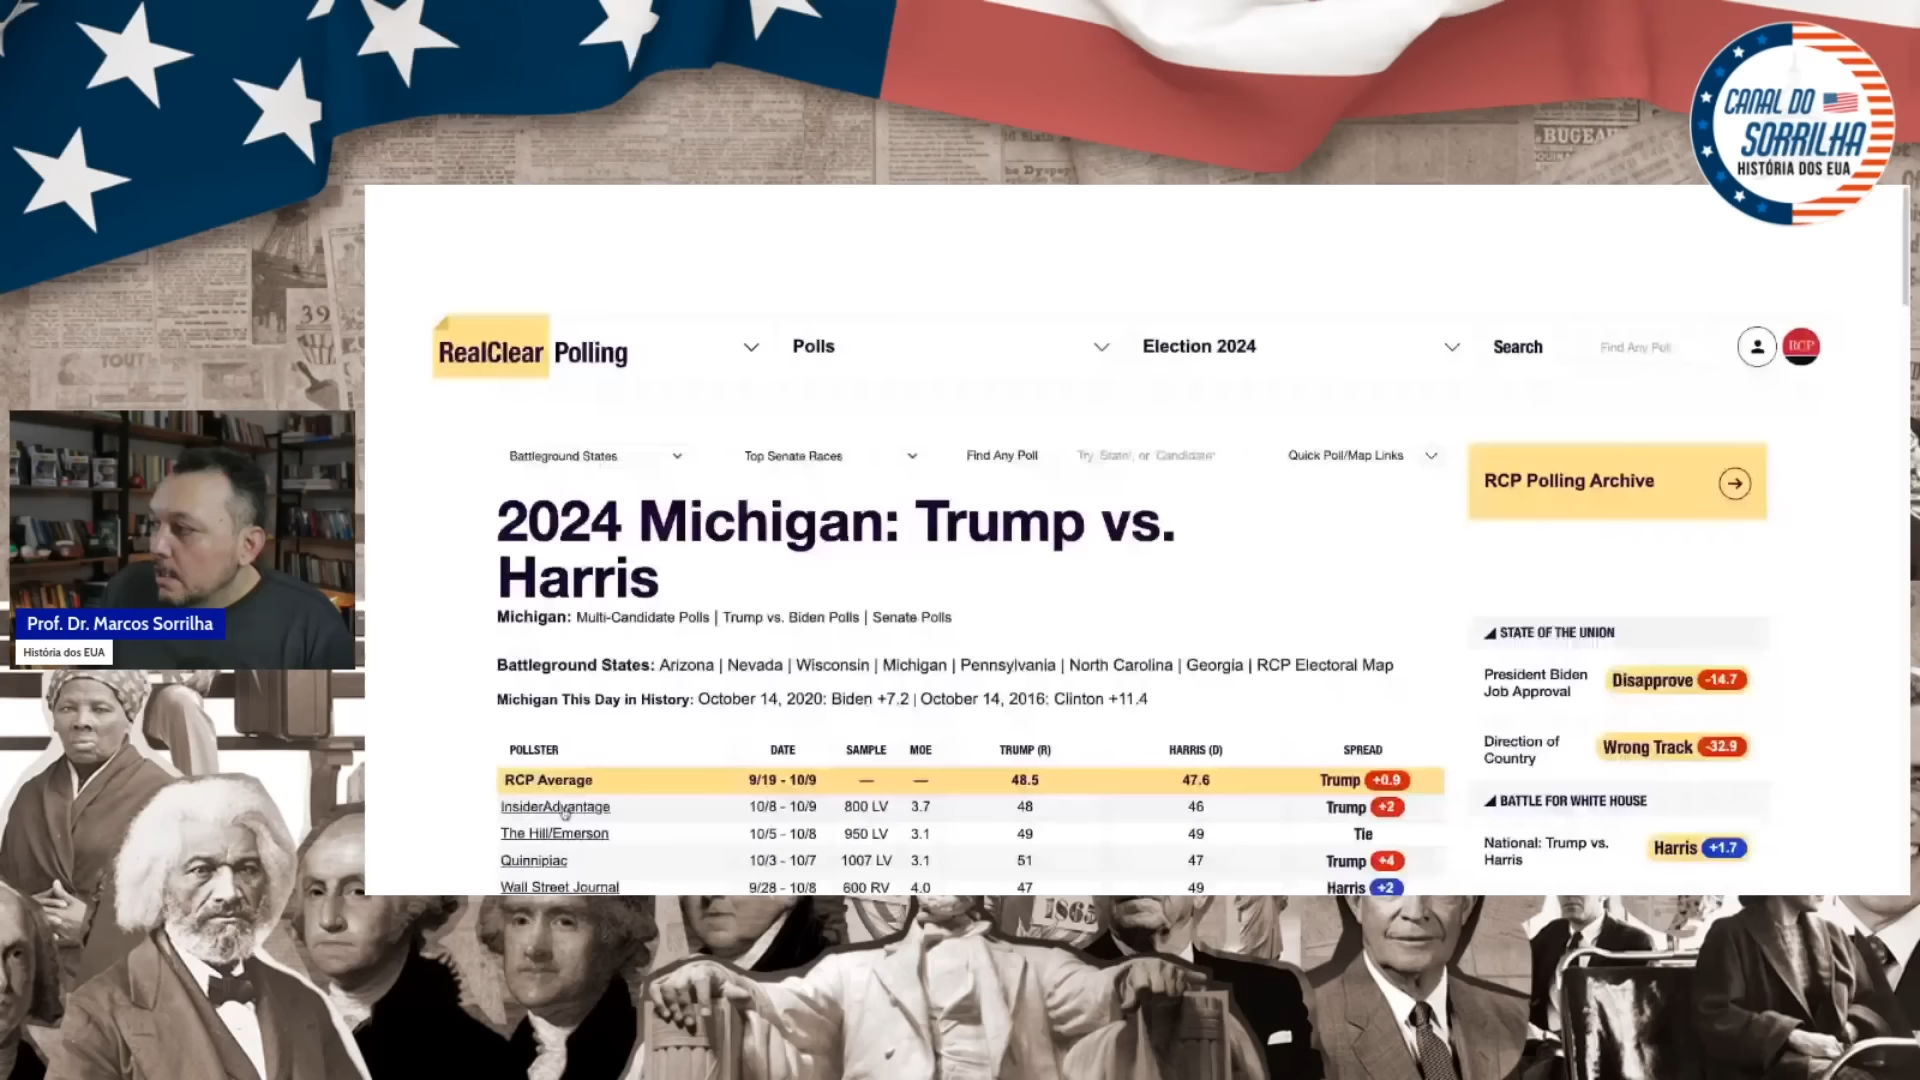 CANAL DO
SORRILHA
HISTÓRIA DOS EUA
BUGEAU
TOUT
39
RealClear Polling
Polls
Election 2024
Search
Find Any Poll
RCP
Battleground States
Top Senate Races
Find Any Poll
Try 'State', or 'Candidate'
Quick Poll/Map Links
RCP Polling Archive
2024 Michigan: Trump vs.
Harris
Michigan: Multi-Candidate Polls | Trump vs. Biden Polls | Senate Polls
Battleground States: Arizona | Nevada | Wisconsin | Michigan | Pennsylvania | North Carolina | Georgia | RCP Electoral Map
Michigan This Day in History: October 14, 2020: Biden +7.2 | October 14, 2016: Clinton +11.4
POLLSTER DATE SAMPLE MOE TRUMP (R) HARRIS (D) SPREAD
RCP Average 9/19 - 10/9 — — 48.5 47.6 Trump +0.9
InsiderAdvantage 10/8 - 10/9 800 LV 3.7 48 46 Trump +2
The Hill/Emerson 10/5 - 10/8 950 LV 3.1 49 49 Tie
Quinnipiac 10/3 - 10/7 1007 LV 3.1 51 47 Trump +4
Wall Street Journal 9/28 - 10/8 600 RV 4.0 47 49 Harris +2
STATE OF THE UNION
President Biden
Job Approval
Disapprove -14.7
Direction of
Country
Wrong Track -32.9
BATTLE FOR WHITE HOUSE
National: Trump vs.
Harris
Harris +1.7
Prof. Dr. Marcos Sorrilha
História dos EUA
1865